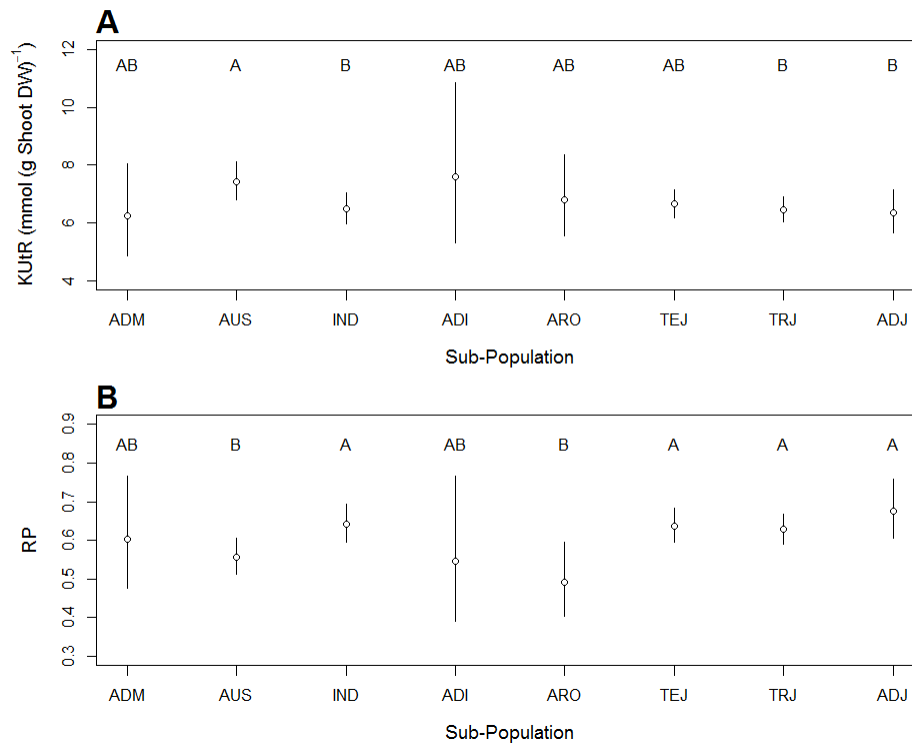 A
KUtR (mmol (g Shoot DW)⁻¹)
12
10
8
6
4
AB A B AB AB AB B B
ADM AUS IND ADI ARO TEJ TRJ ADJ
Sub-Population
B
RP
0.9
0.8
0.7
0.6
0.5
0.4
0.3
AB B A AB B A A A
ADM AUS IND ADI ARO TEJ TRJ ADJ
Sub-Population